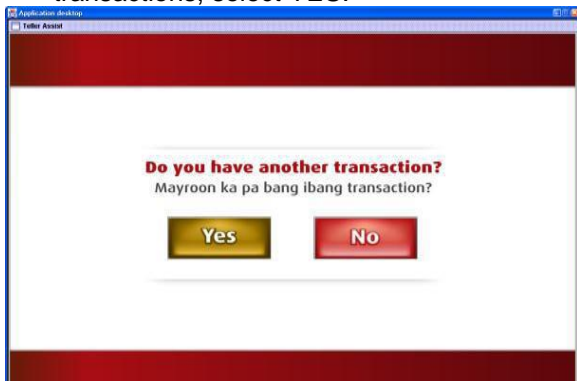 transactions, select YES.
Application desktop
Teller Assist
Do you have another transaction?
Mayroon ka pa bang ibang transaction?
Yes
No